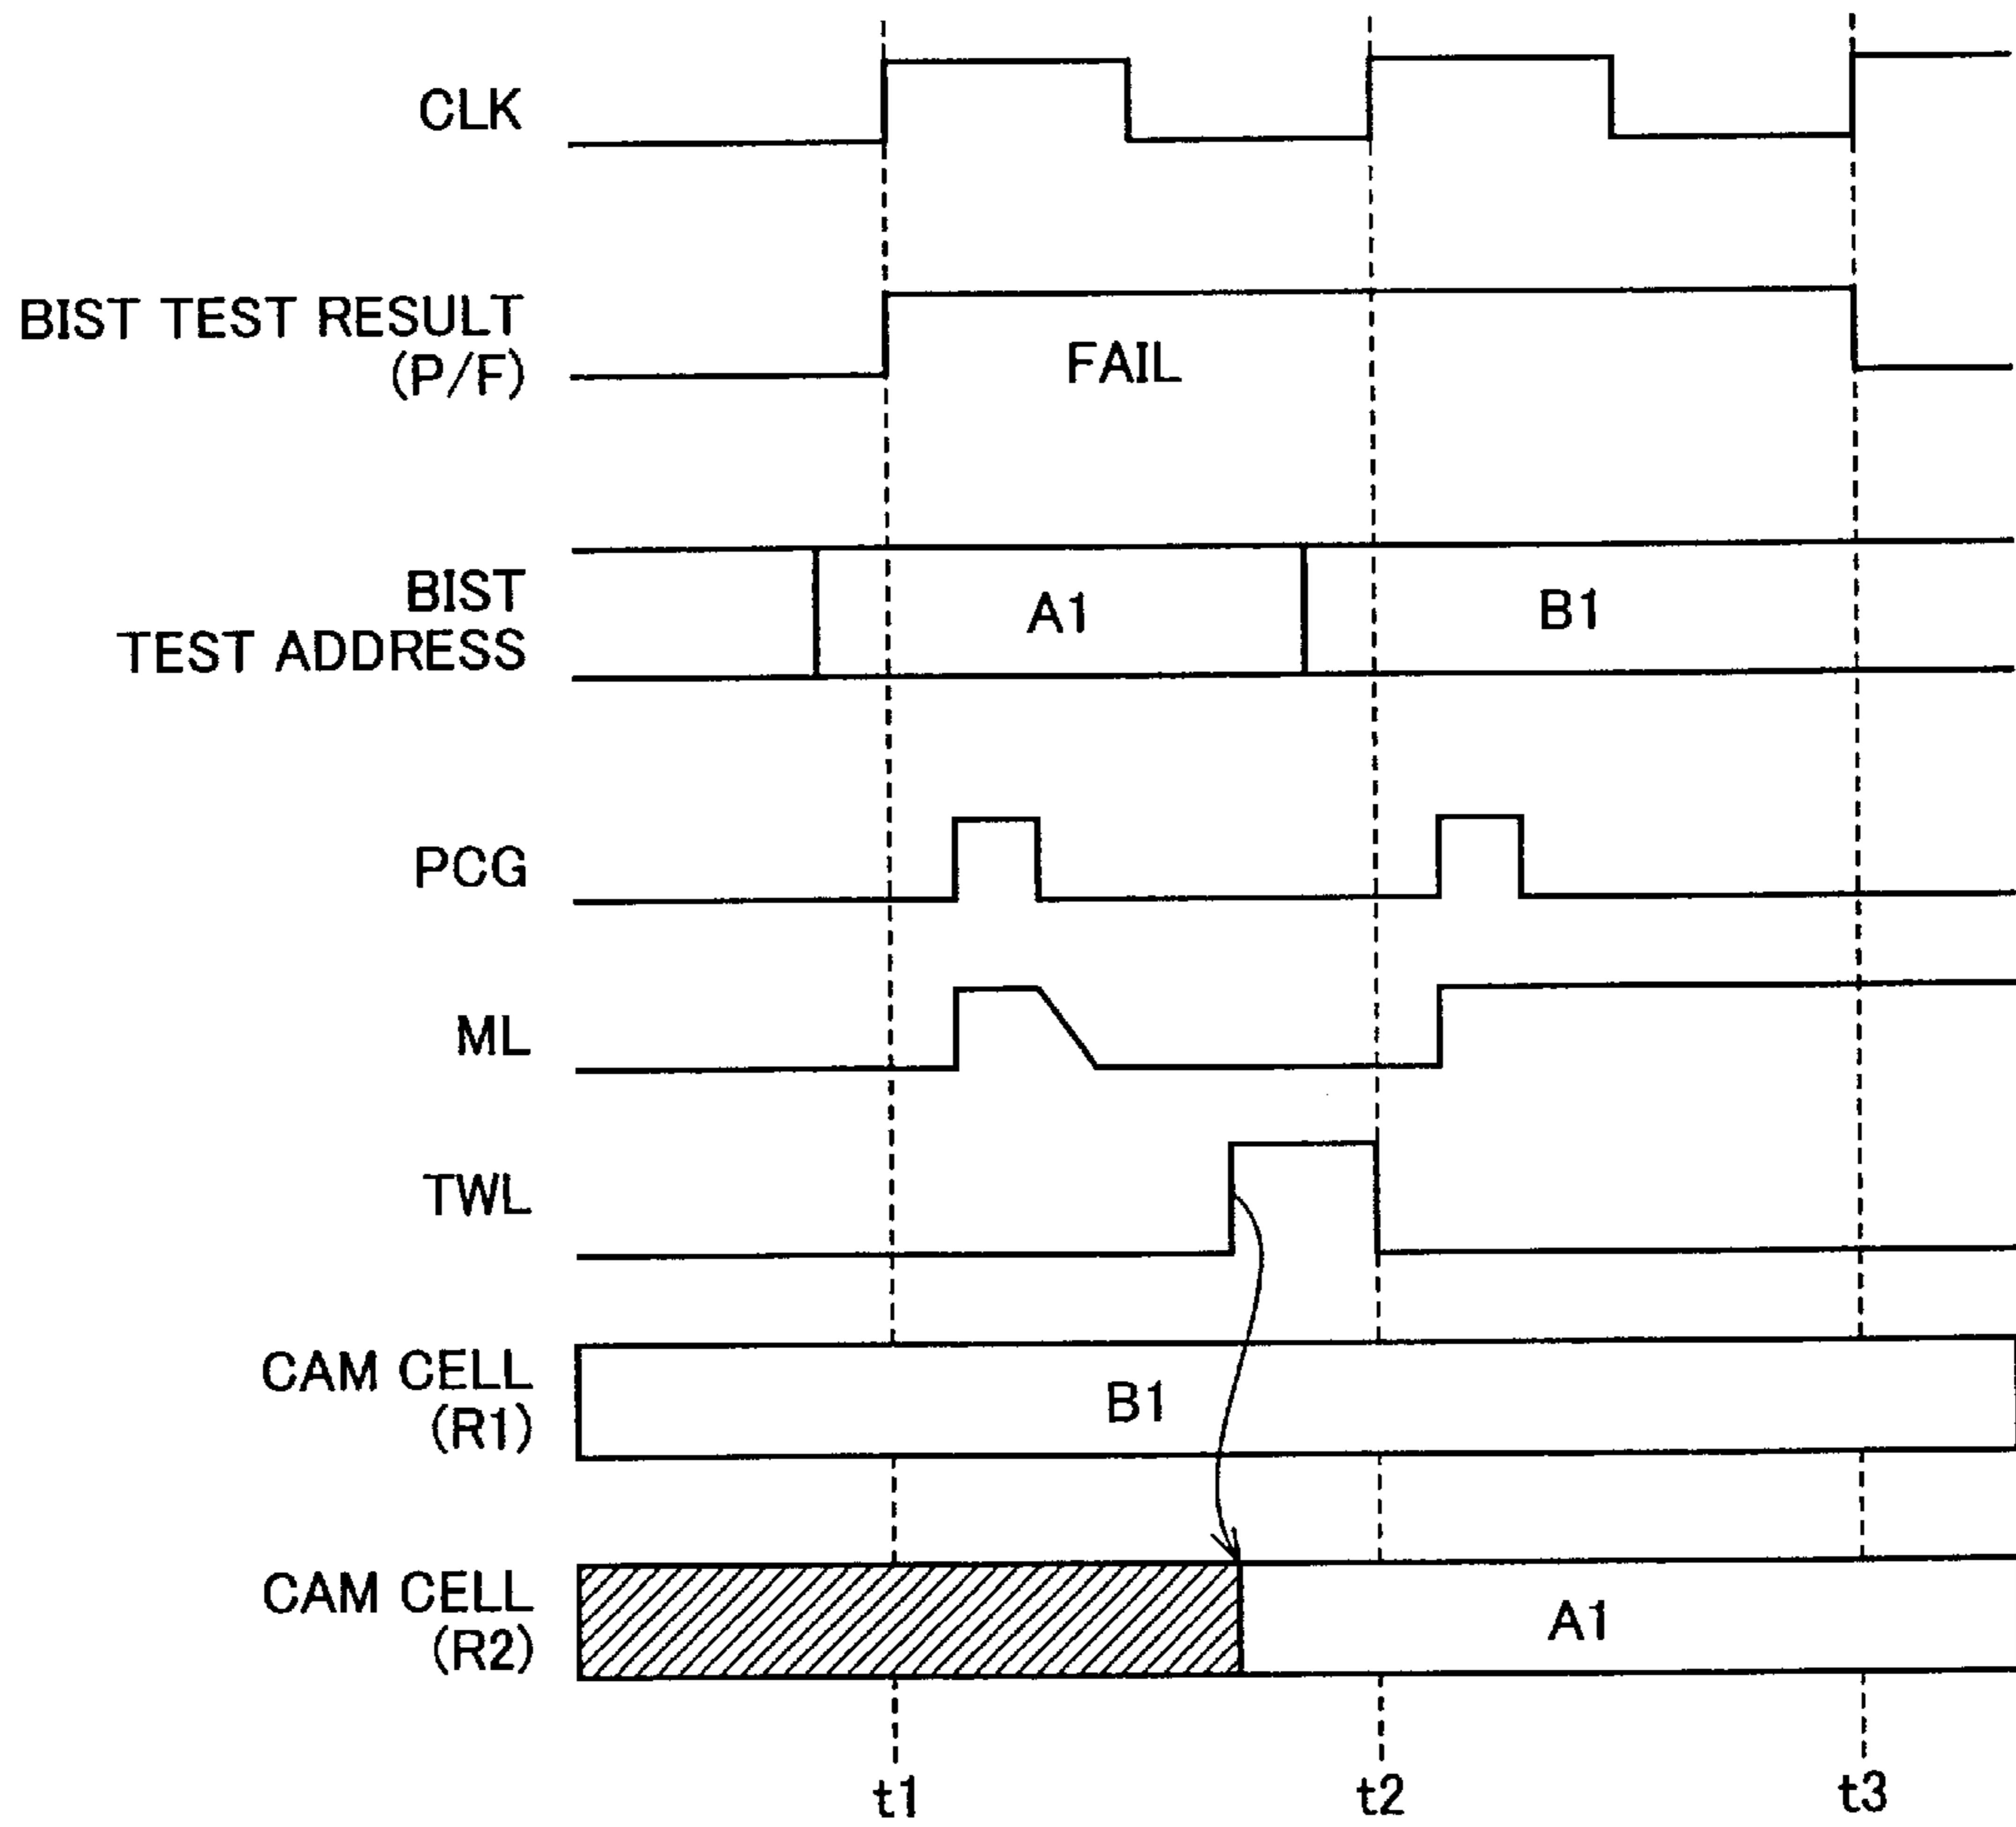 CLK
BIST TEST RESULT
(P/F)
FAIL
BIST
TEST ADDRESS
A1
B1
PCG
ML
TWL
CAM CELL
(R1)
B1
CAM CELL
(R2)
A1
t1
t2
t3